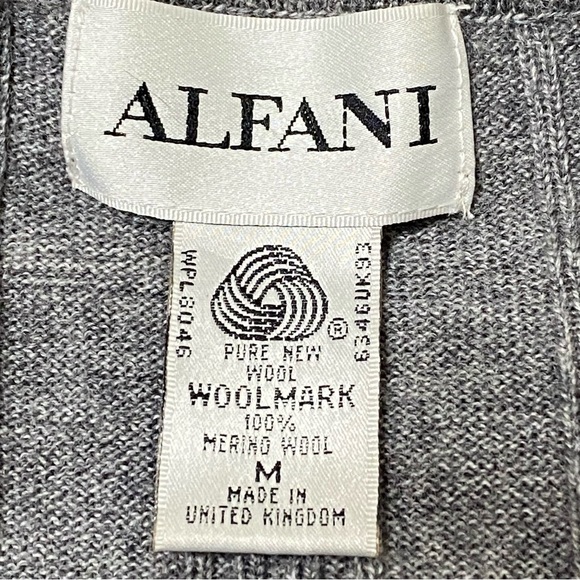 ALFANI
WPL8046
6346UK93
®
PURE NEW
WOOL
WOOLMARK
100%
MERINO WOOL
M
MADE IN
UNITED KINGDOM